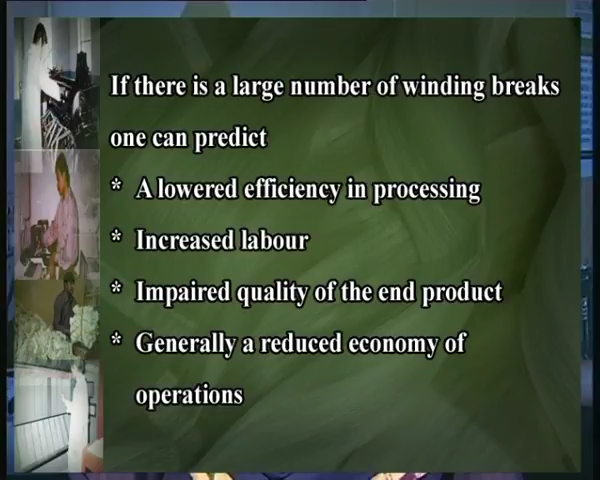 If there is a large number of winding breaks
one can predict
* A lowered efficiency in processing
* Increased labour
* Impaired quality of the end product
* Generally a reduced economy of
operations